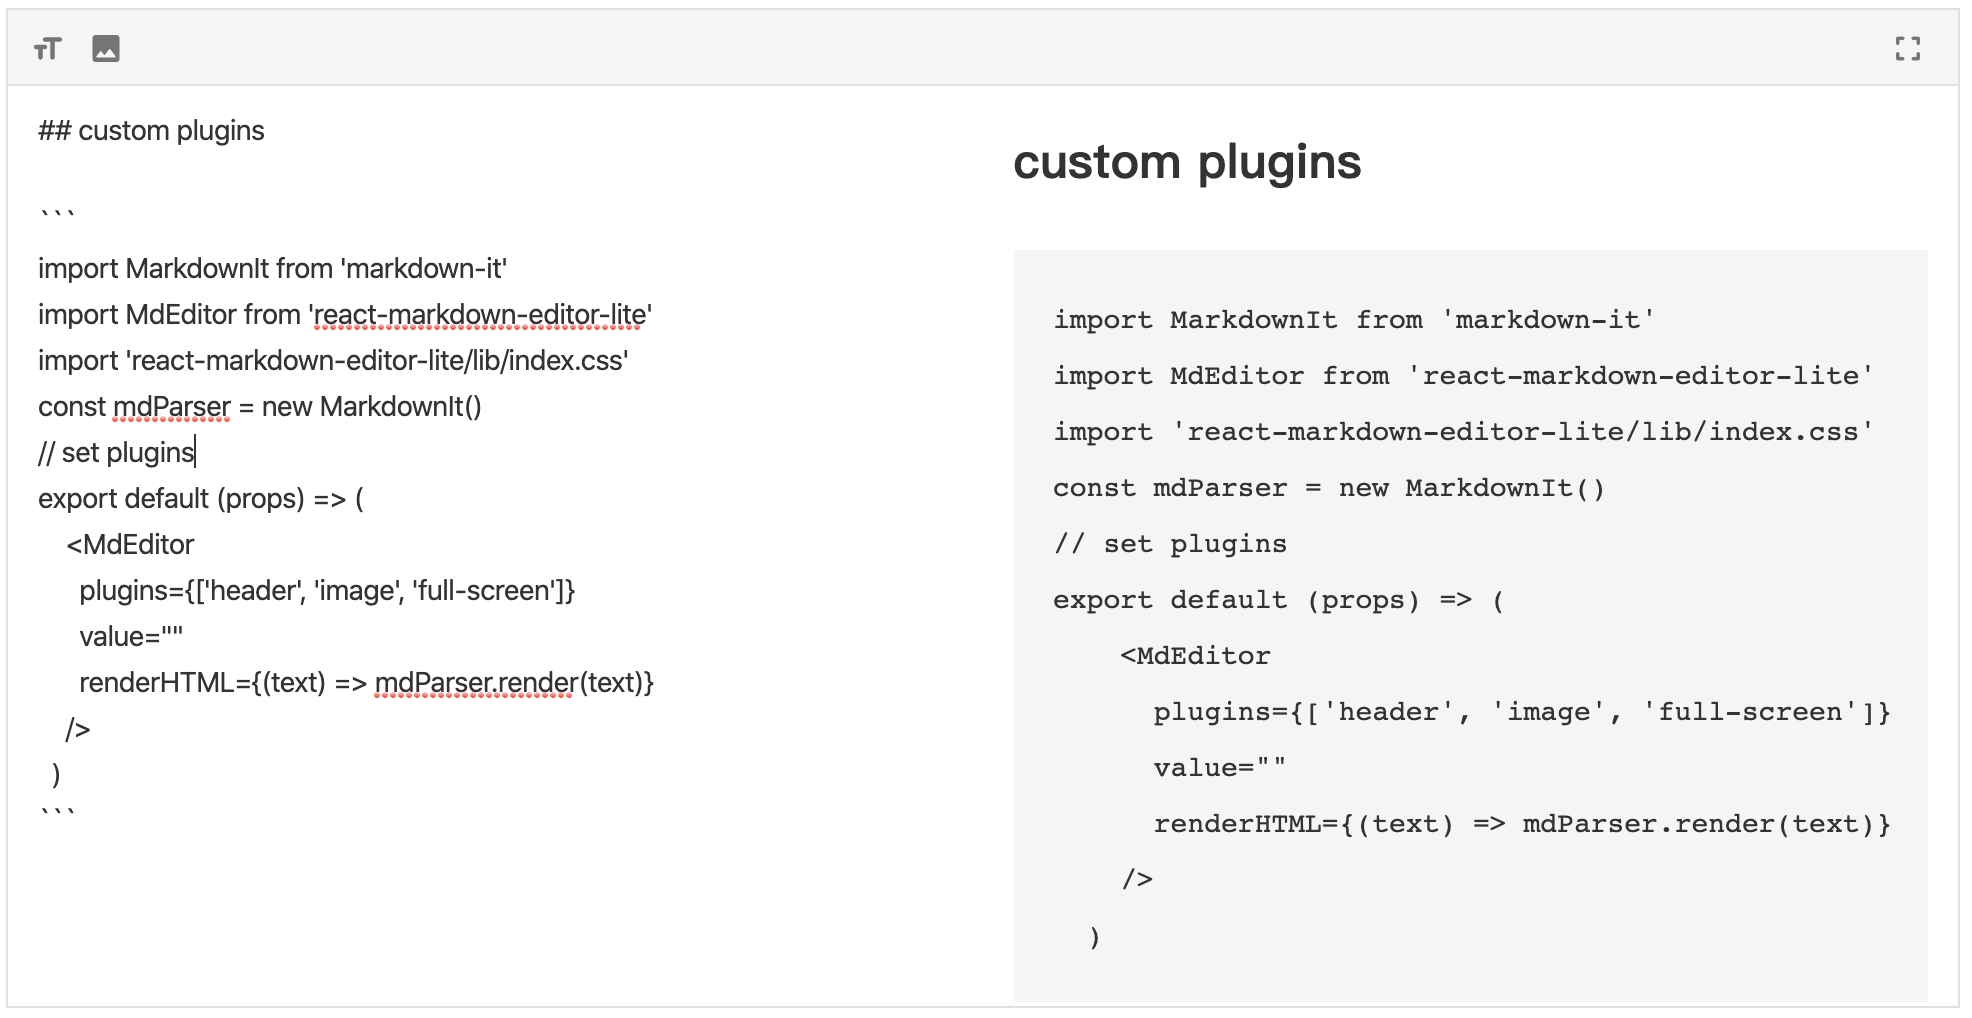 ## custom plugins
```
import MarkdownIt from 'markdown-it'
import MdEditor from 'react-markdown-editor-lite'
import 'react-markdown-editor-lite/lib/index.css'
const mdParser = new MarkdownIt()
// set plugins
export default (props) => (
    <MdEditor
      plugins={['header', 'image', 'full-screen']}
      value=""
      renderHTML={(text) => mdParser.render(text)}
    />
  )
```
custom plugins
import MarkdownIt from 'markdown-it'
import MdEditor from 'react-markdown-editor-lite'
import 'react-markdown-editor-lite/lib/index.css'
const mdParser = new MarkdownIt()
// set plugins
export default (props) => (
    <MdEditor
      plugins={['header', 'image', 'full-screen']}
      value=""
      renderHTML={(text) => mdParser.render(text)}
    />
  )